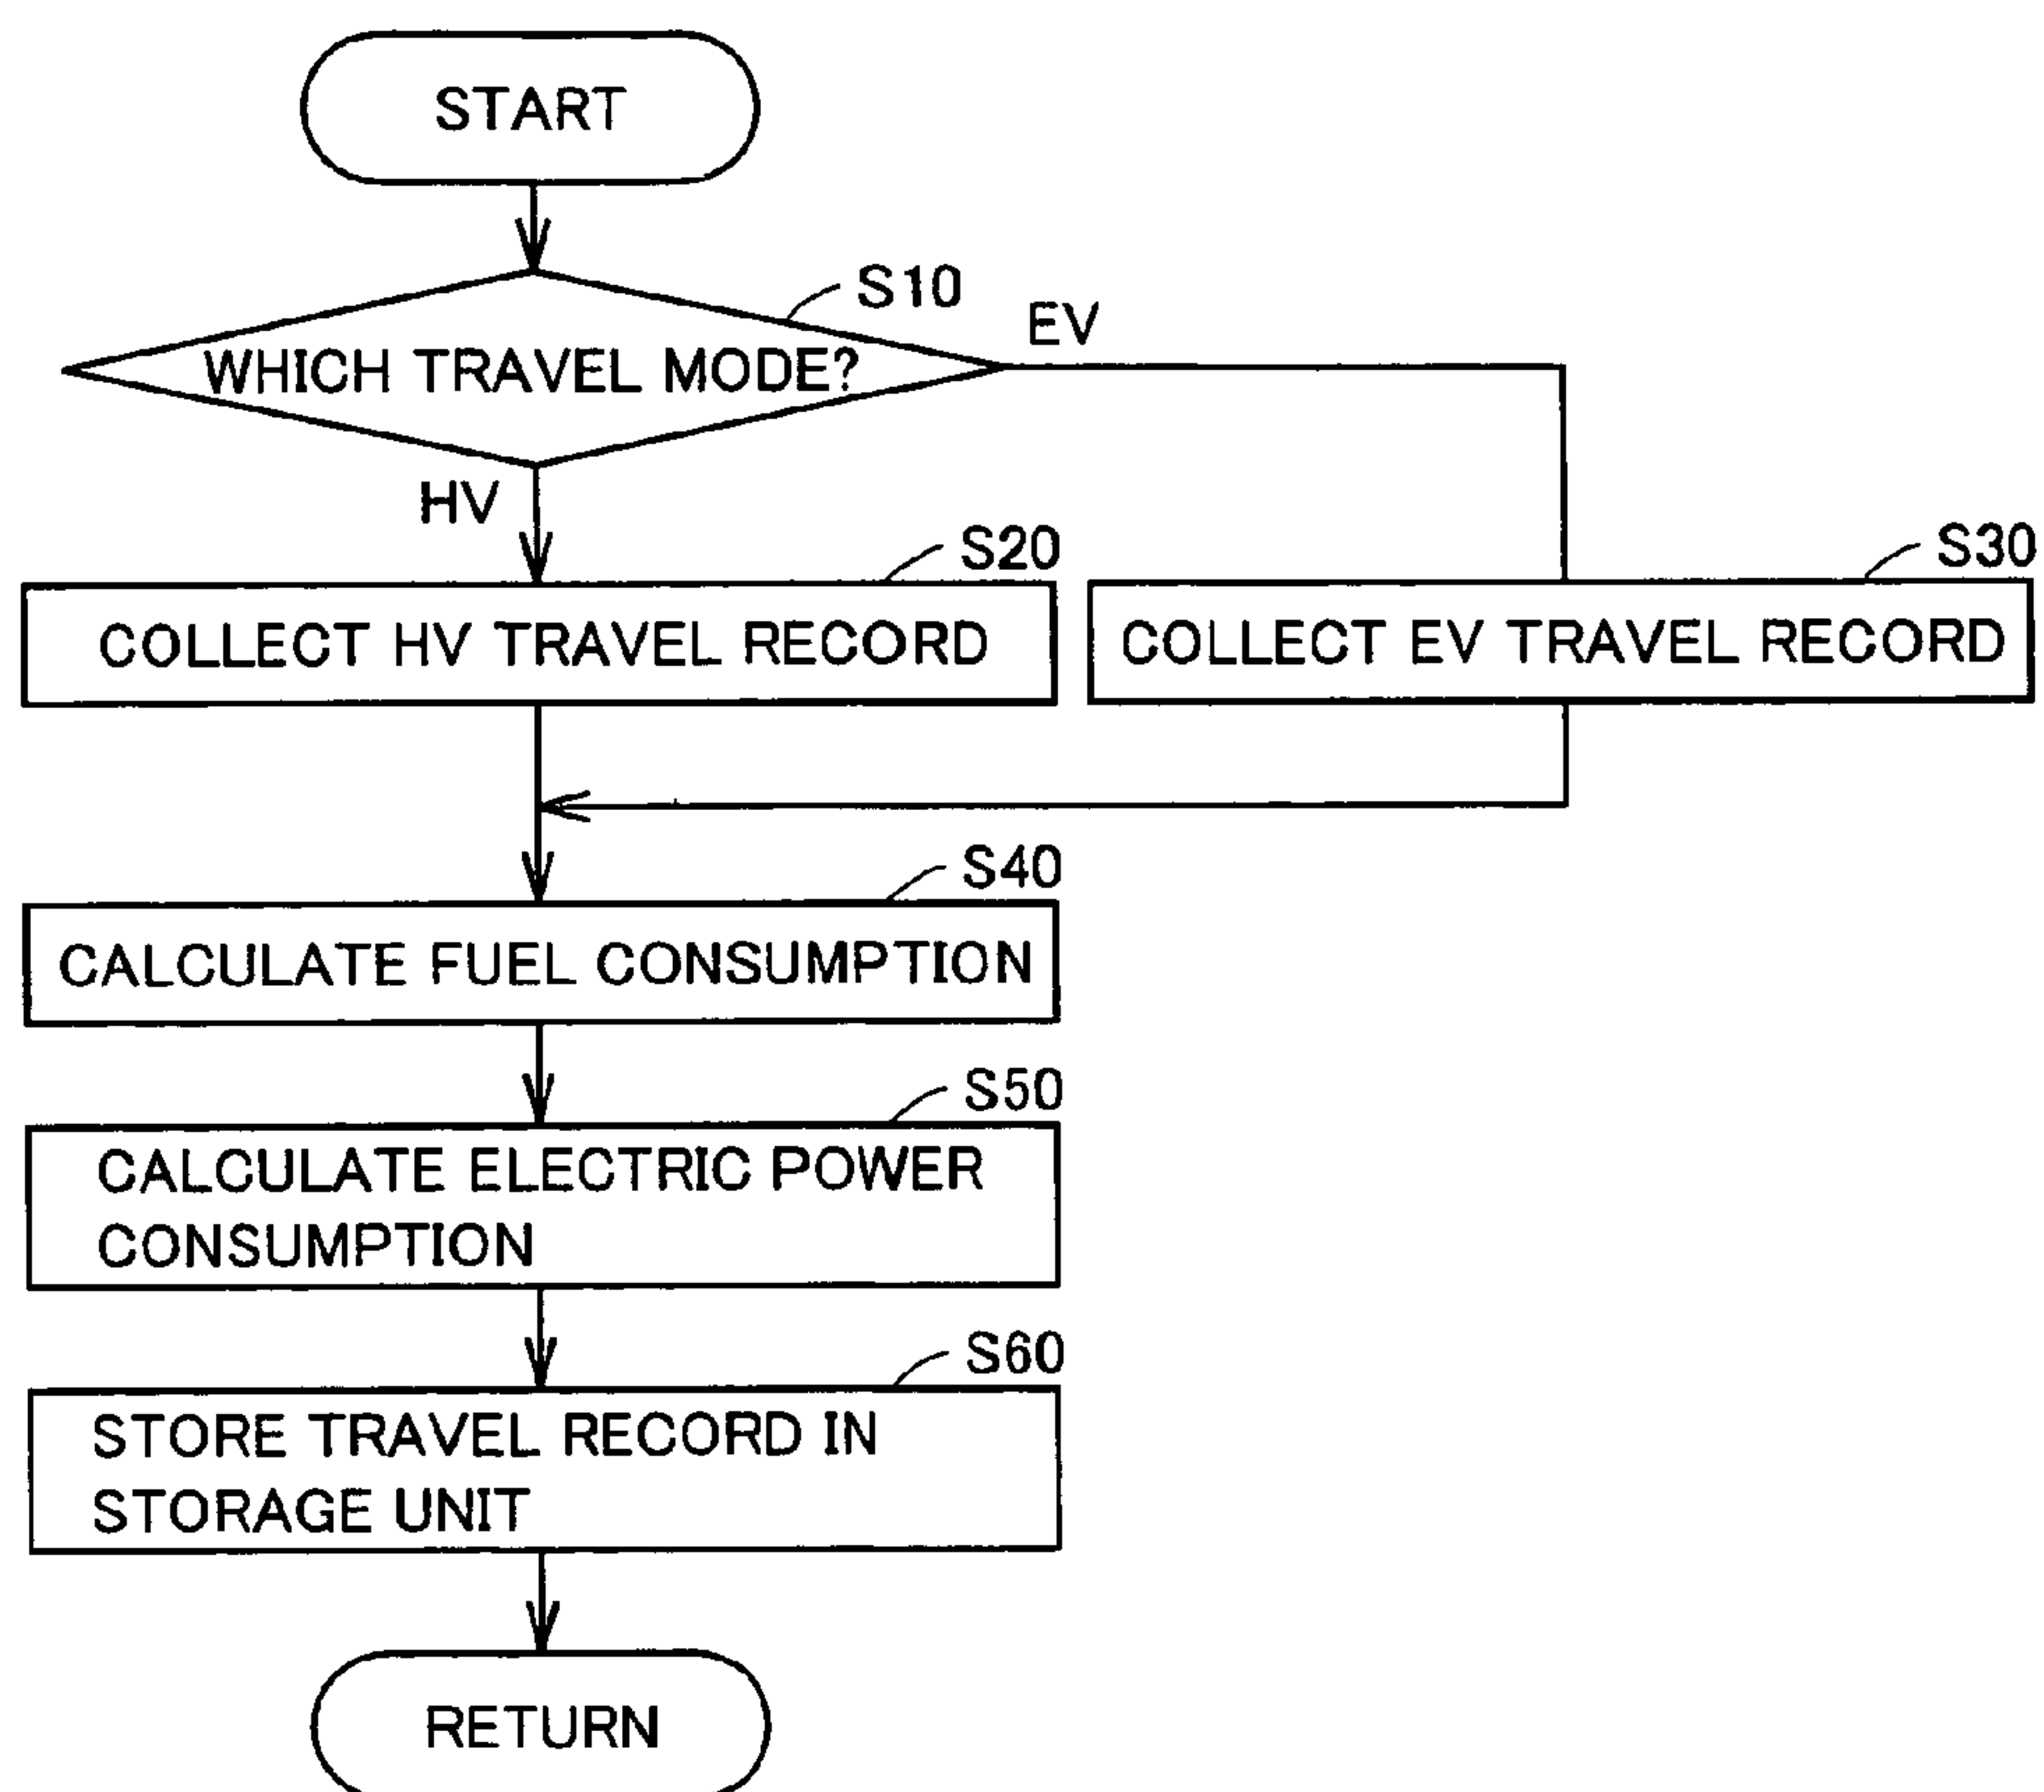 START
S10
EV
WHICH TRAVEL MODE?
HV
S20
S30
COLLECT HV TRAVEL RECORD
COLLECT EV TRAVEL RECORD
S40
CALCULATE FUEL CONSUMPTION
S50
CALCULATE ELECTRIC POWER
CONSUMPTION
S60
STORE TRAVEL RECORD IN
STORAGE UNIT
RETURN